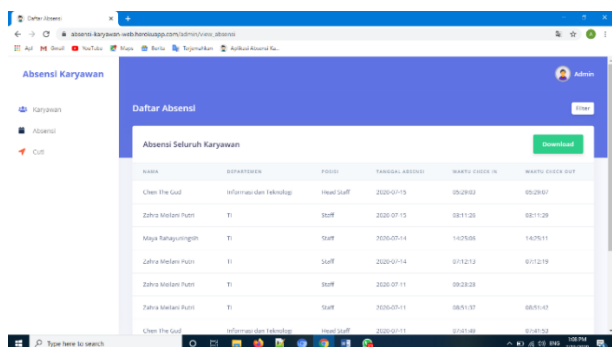 Daftar Absensi
absensi-karyawan-web.herokuapp.com/admin/view_absensi
Gmail YouTube Maps Berita Terjemahkan Aplikasi Absensi Ka...
Absensi Karyawan
Admin
Karyawan
Absensi
Cuti
Daftar Absensi
Filter
Absensi Seluruh Karyawan
Download
NAMA DEPARTEMEN POSISI TANGGAL ABSENSI WAKTU CHECK IN WAKTU CHECK OUT
Chen The Gud Informasi dan Teknologi Head Staff 2020-07-15 05:29:03 05:29:07
Zahra Meilani Putri TI Staff 2020-07-15 03:11:26 03:11:29
Maya Rahayuningsih TI Staff 2020-07-14 14:25:06 14:25:11
Zahra Meilani Putri TI Staff 2020-07-14 07:12:13 07:12:19
Zahra Meilani Putri TI Staff 2020-07-11 09:23:28
Zahra Meilani Putri TI Staff 2020-07-11 08:51:37 08:51:42
Chen The Gud Informasi dan Teknologi Head Staff 2020-07-11 07:41:49 07:41:53
Type here to search
ENG
1:08 PM